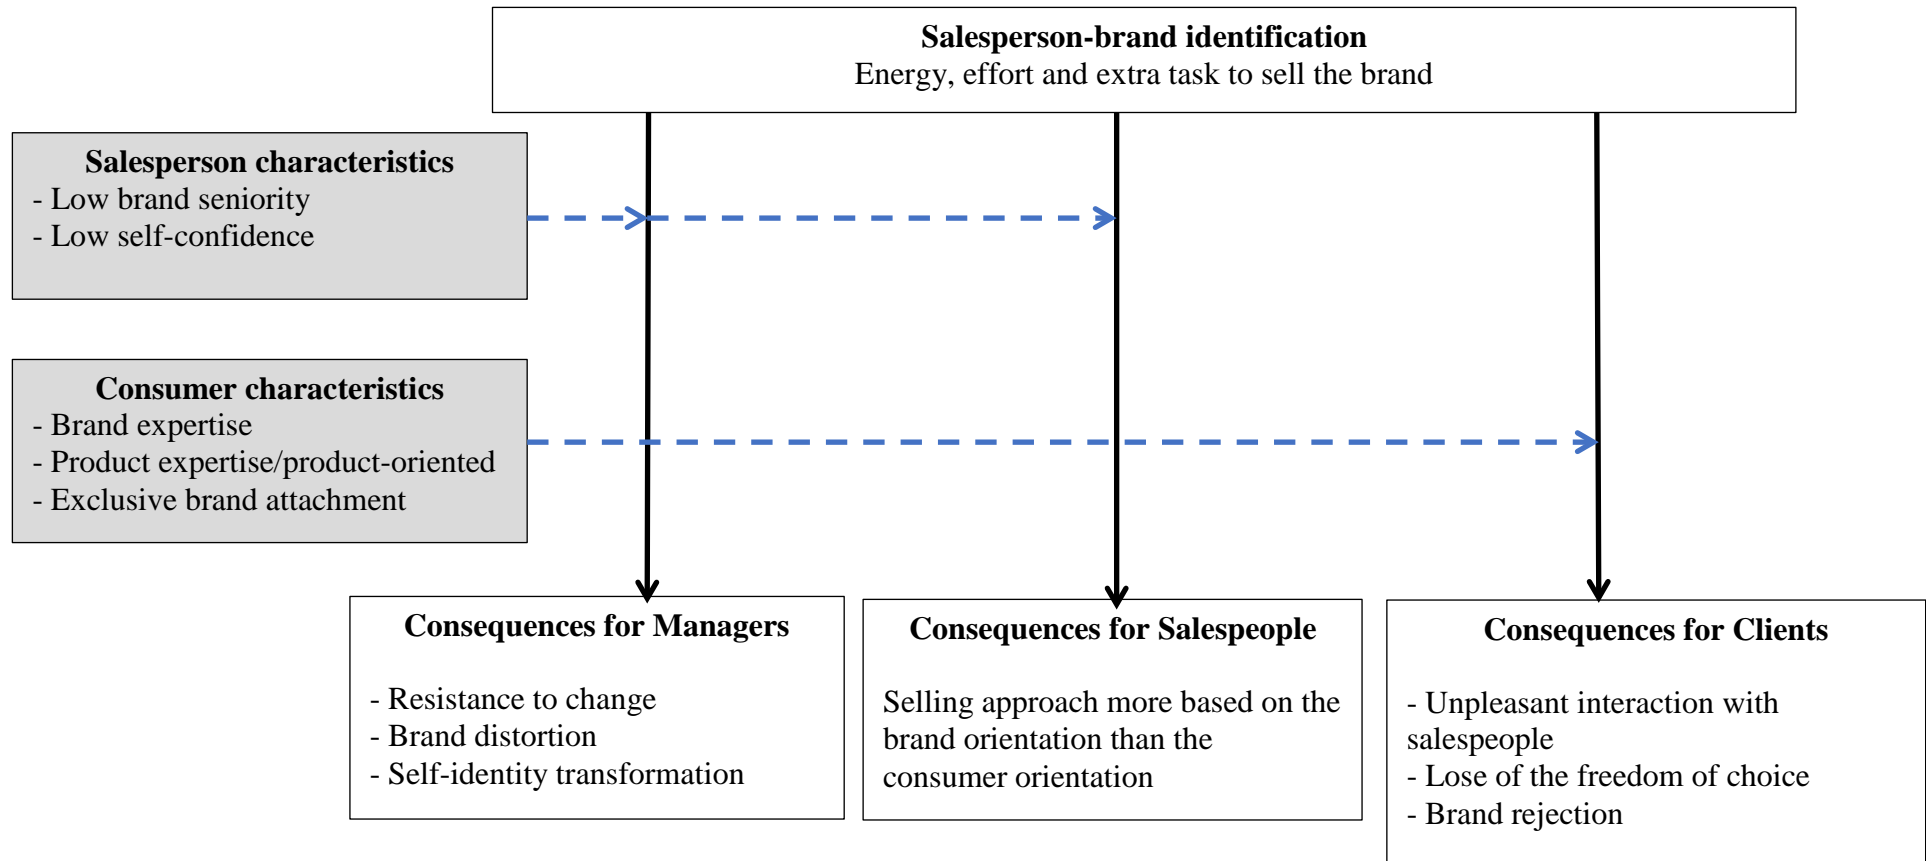 Salesperson-brand identification
Energy, effort and extra task to sell the brand
Salesperson characteristics
- Low brand seniority
- Low self-confidence
Consumer characteristics
- Brand expertise
- Product expertise/product-oriented
- Exclusive brand attachment
Consequences for Managers
- Resistance to change
- Brand distortion
- Self-identity transformation
Consequences for Salespeople
Selling approach more based on the
brand orientation than the
consumer orientation
Consequences for Clients
- Unpleasant interaction with
salespeople
- Lose of the freedom of choice
- Brand rejection